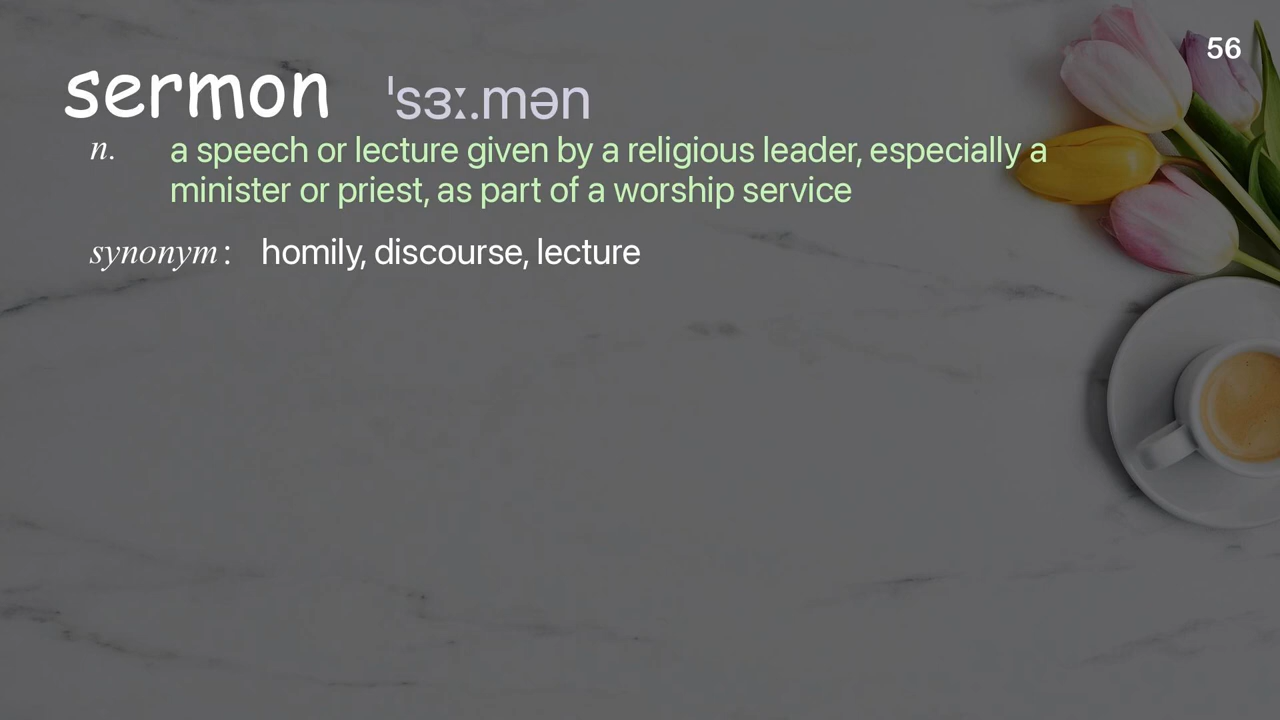 56
sermon ˈsɜː.mən
n. a speech or lecture given by a religious leader, especially a
minister or priest, as part of a worship service
synonym: homily, discourse, lecture